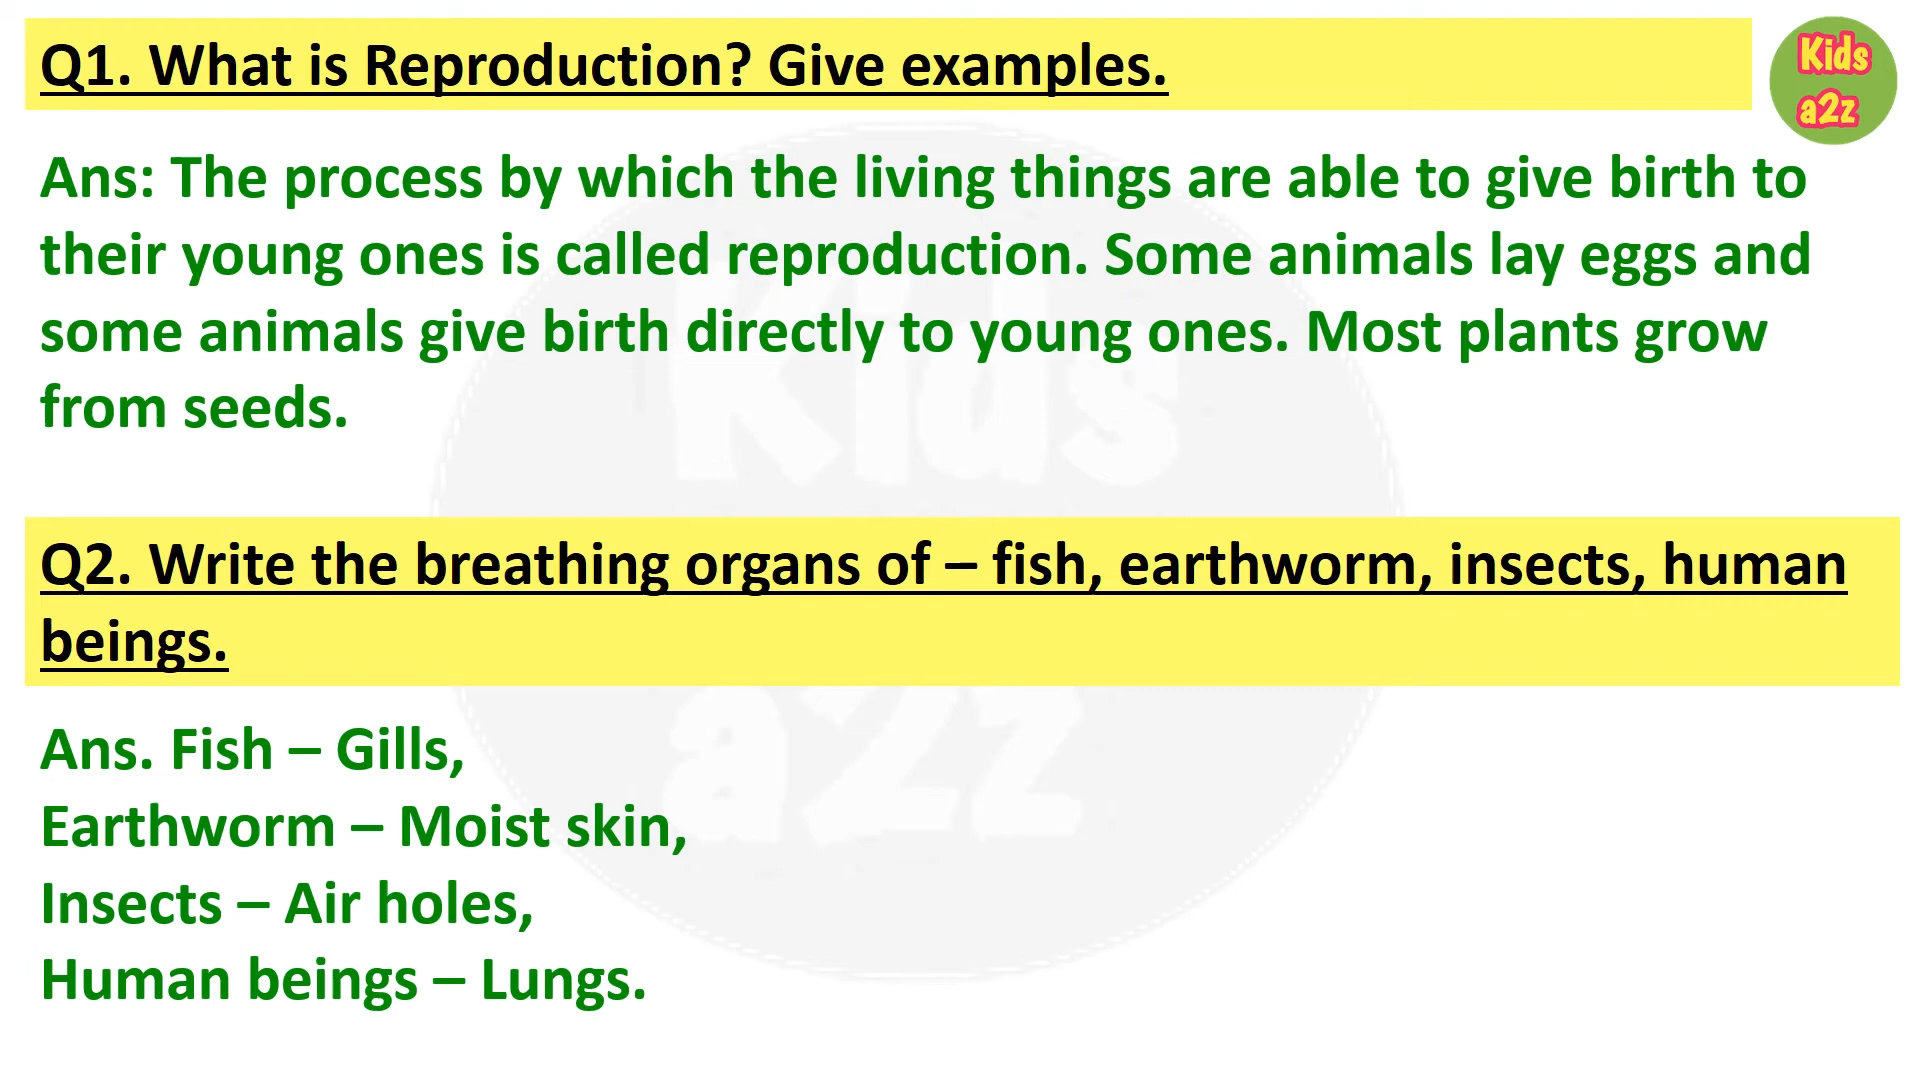 Q1. What is Reproduction? Give examples.
Kids
a2z
Ans: The process by which the living things are able to give birth to
their young ones is called reproduction. Some animals lay eggs and
some animals give birth directly to young ones. Most plants grow
from seeds.
Kids
Q2. Write the breathing organs of – fish, earthworm, insects, human
beings.
a2z
Ans. Fish – Gills,
Earthworm – Moist skin,
Insects – Air holes,
Human beings – Lungs.